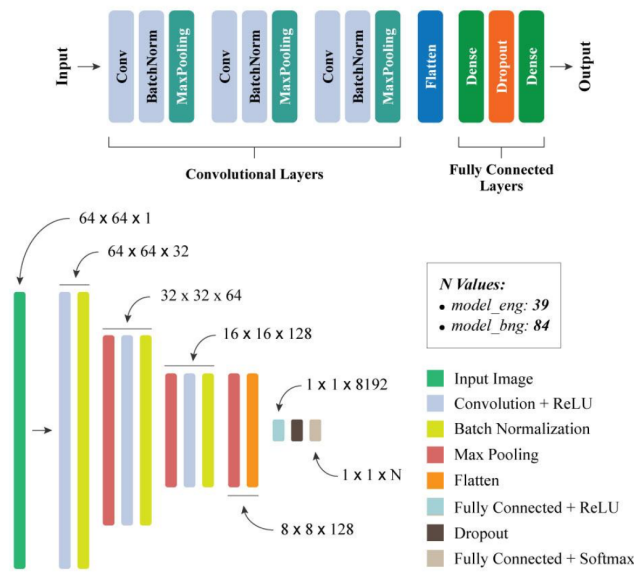 Input
Conv
BatchNorm
MaxPooling
Conv
BatchNorm
MaxPooling
Conv
BatchNorm
MaxPooling
Flatten
Dense
Dropout
Dense
Output
Convolutional Layers
Fully Connected
Layers
64 x 64 x 1
64 x 64 x 32
32 x 32 x 64
16 x 16 x 128
1 x 1 x 8192
1 x 1 x N
8 x 8 x 128
N Values:
• model_eng: 39
• model_bng: 84
Input Image
Convolution + ReLU
Batch Normalization
Max Pooling
Flatten
Fully Connected + ReLU
Dropout
Fully Connected + Softmax